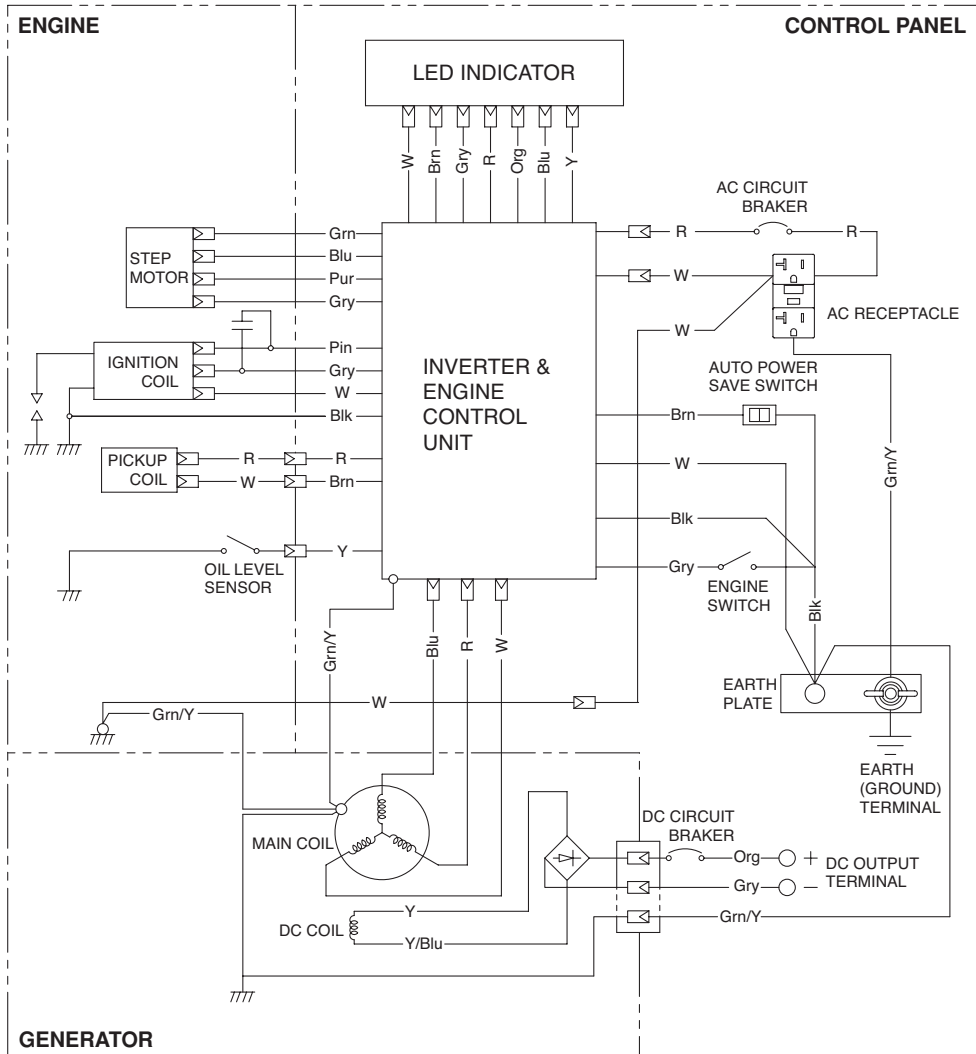 ENGINE
CONTROL PANEL
LED INDICATOR
W
Brn
Gry
R
Org
Blu
Y
AC CIRCUIT
BRAKER
R
R
W
W
AC RECEPTACLE
STEP
MOTOR
Grn
Blu
Pur
Gry
IGNITION
COIL
Pin
Gry
W
Blk
INVERTER &
ENGINE
CONTROL
UNIT
AUTO POWER
SAVE SWITCH
Brn
W
Blk
Gry
ENGINE
SWITCH
Blk
Grn/Y
PICKUP
COIL
R
R
W
Brn
OIL LEVEL
SENSOR
Y
Grn/Y
Blu
R
W
EARTH
PLATE
EARTH
(GROUND)
TERMINAL
W
Grn/Y
MAIN COIL
DC COIL
Y
Y/Blu
DC CIRCUIT
BRAKER
Org
+
Gry
−
DC OUTPUT
TERMINAL
Grn/Y
GENERATOR